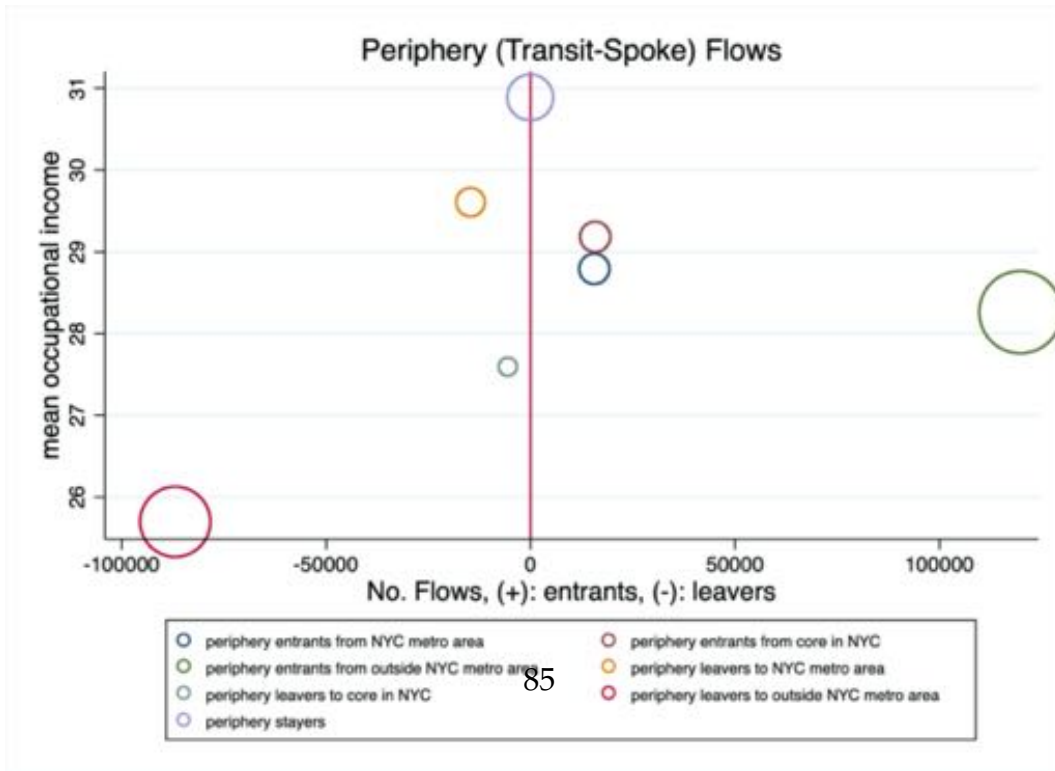 Periphery (Transit-Spoke) Flows
mean occupational income
31
30
29
28
27
26
-100000 -50000 0 50000 100000
No. Flows, (+): entrants, (-): leavers
periphery entrants from NYC metro area periphery entrants from core in NYC
periphery entrants from outside NYC metro area periphery leavers to NYC metro area
periphery leavers to core in NYC periphery leavers to outside NYC metro area
periphery stayers
85